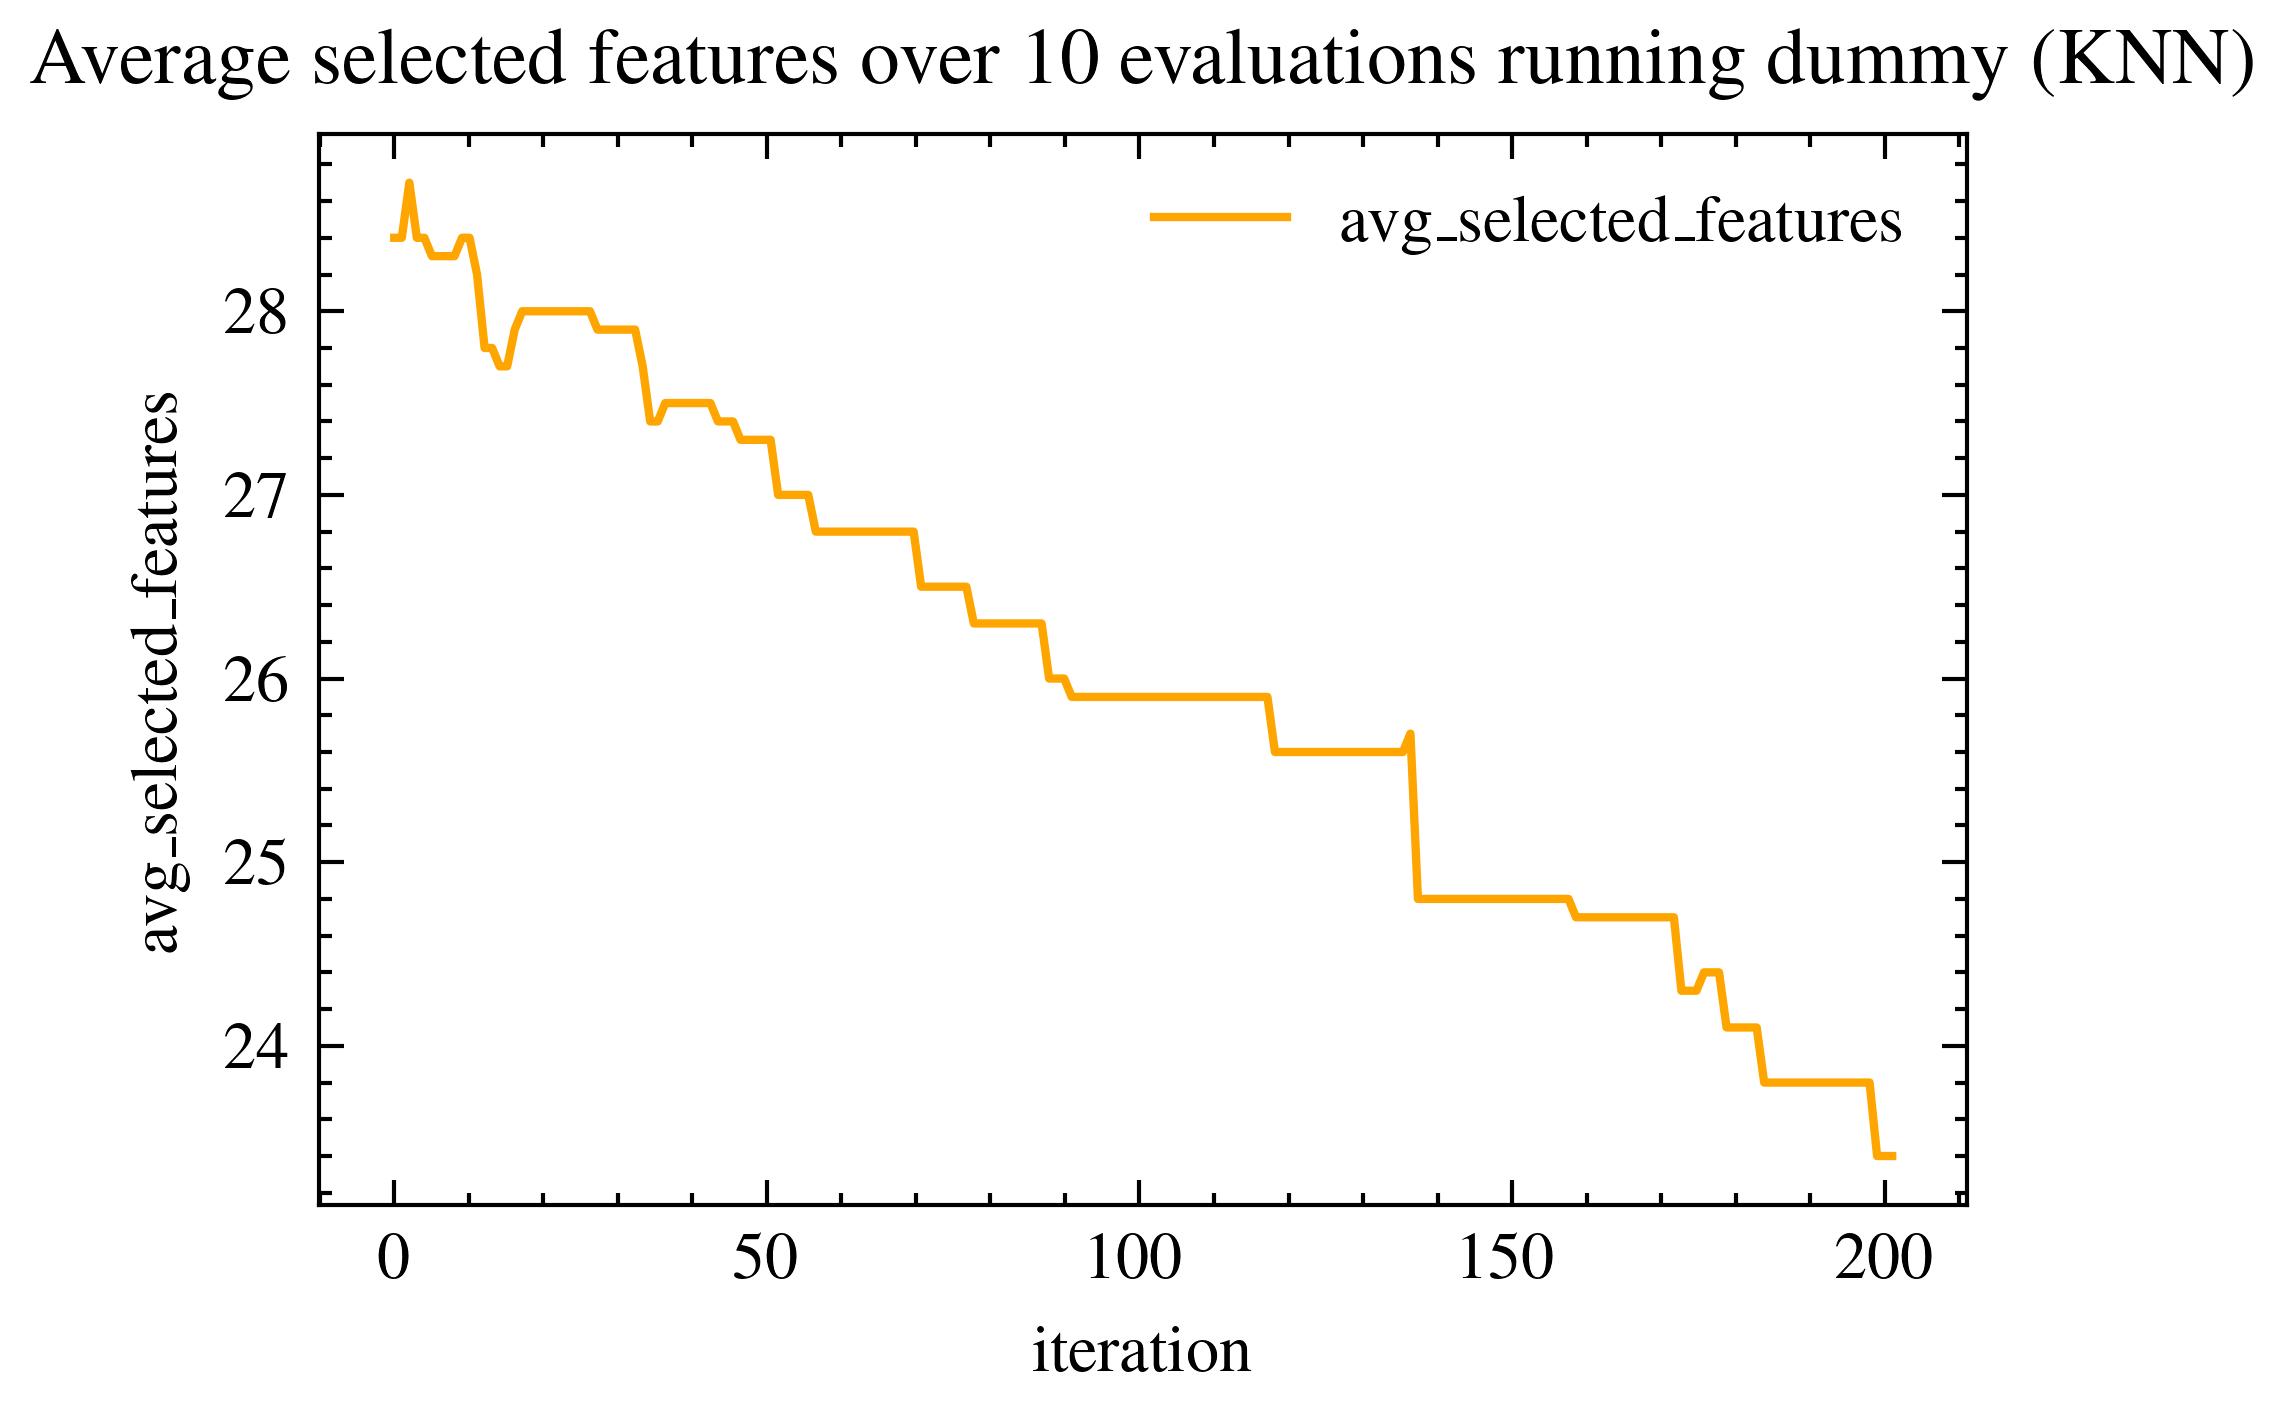 Average selected features over 10 evaluations running dummy (KNN)
avg_selected_features
28
27
26
25
24
avg_selected_features
0 50 100 150 200
iteration